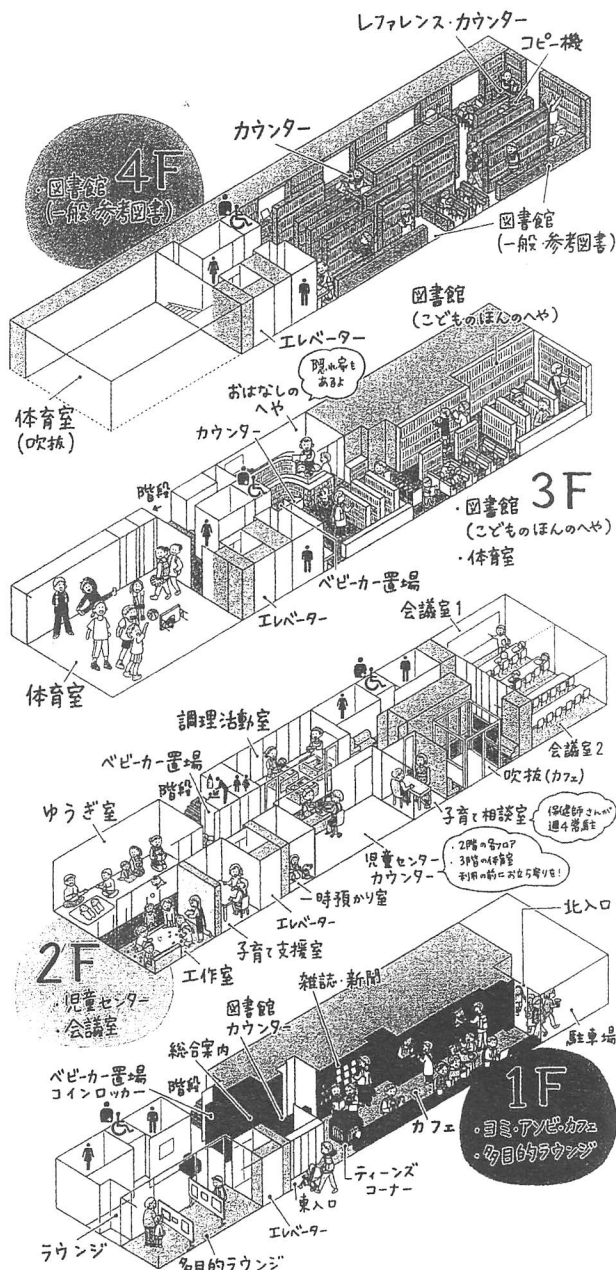 レファレンス・カウンター
コピー機
カウンター
4F
・図書館
(一般・参考図書)
図書館
(一般・参考図書)
エレベーター
体育室
(吹抜)
図書館
(こどものほんのへや)
隠れ家も
あるよ
おはなしの
へや
カウンター
階段
3F
・図書館
(こどものほんのへや)
・体育室
ベビーカー置場
エレベーター
体育室
会議室1
調理活動室
ベビーカー置場
階段
ゆうぎ室
会議室2
吹抜(カフェ)
子育て相談室
保健師さんが
週4常駐
児童センター
カウンター
・2階の各フロア
・3階の体育室
利用の前にお立ち寄りを!
一時預かり室
エレベーター
子育て支援室
工作室
2F
・児童センター
・会議室
北入口
雑誌・新聞
図書館
カウンター
総合案内
階段
ベビーカー置場
コインロッカー
駐車場
1F
・ヨミ・アソビ・カフェ
・多目的ラウンジ
カフェ
ティーンズ
コーナー
東入口
エレベーター
ラウンジ
多目的ラウンジ